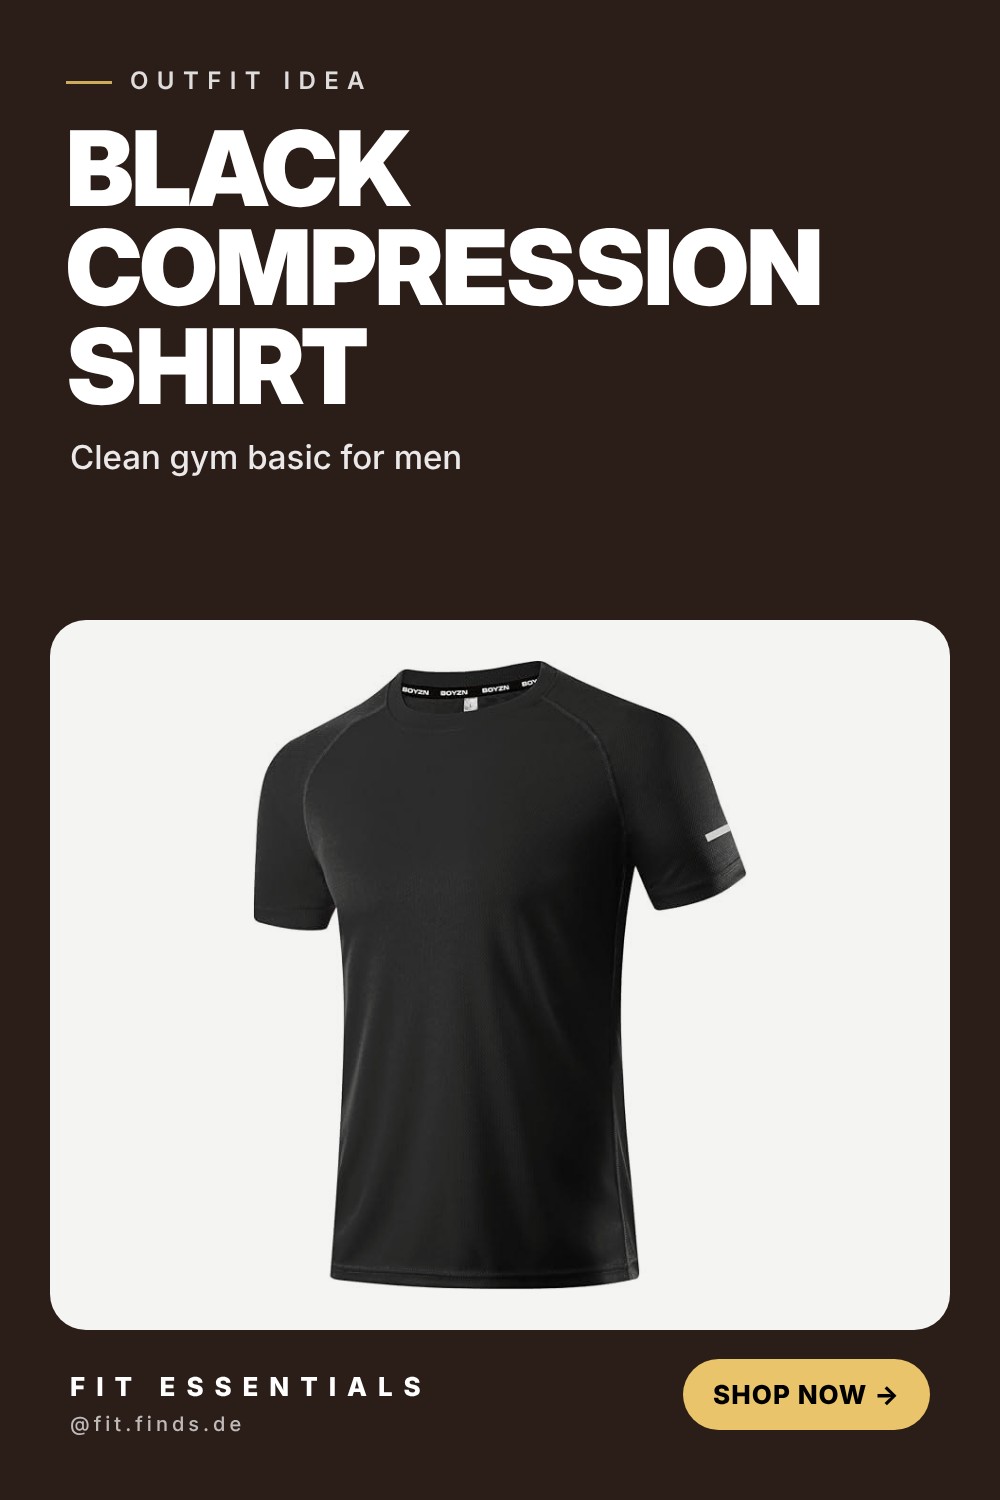 OUTFIT IDEA
BLACK
COMPRESSION
SHIRT
Clean gym basic for men
BOYZN BOYZN BOYZN BOY
FIT ESSENTIALS
@fit.finds.de
SHOP NOW →